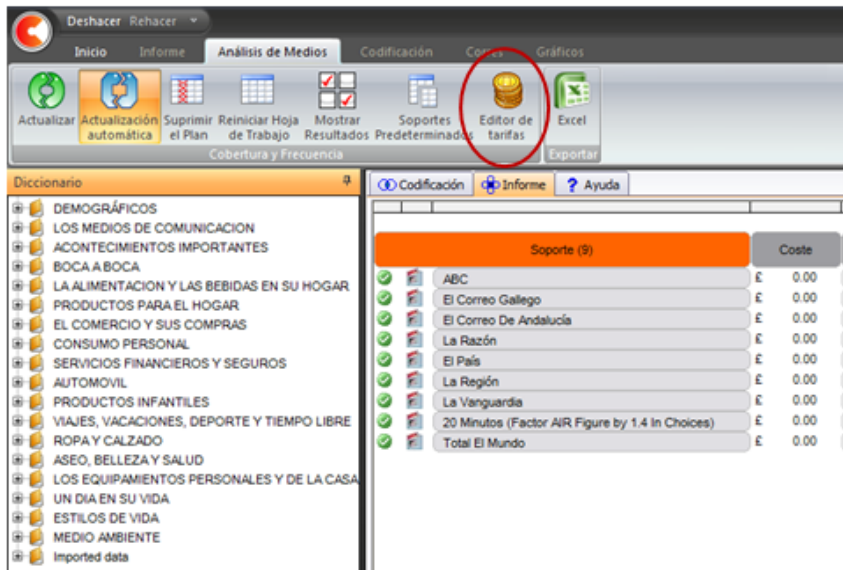 Deshacer Rehacer
Inicio Informe Análisis de Medios Codificación Gráficos
Actualizar Actualización automática Suprimir el Plan Reiniciar Hoja de Trabajo Mostrar Resultados Soportes Predeterminados Editor de tarifas Excel
Cobertura y Frecuencia Exportar
Diccionario
Codificación Informe ? Ayuda
DEMOGRÁFICOS
LOS MEDIOS DE COMUNICACION
ACONTECIMIENTOS IMPORTANTES
BOCA A BOCA
LA ALIMENTACION Y LAS BEBIDAS EN SU HOGAR
PRODUCTOS PARA EL HOGAR
EL COMERCIO Y SUS COMPRAS
CONSUMO PERSONAL
SERVICIOS FINANCIEROS Y SEGUROS
AUTOMOVIL
PRODUCTOS INFANTILES
VIAJES, VACACIONES, DEPORTE Y TIEMPO LIBRE
ROPA Y CALZADO
ASEO, BELLEZA Y SALUD
LOS EQUIPAMIENTOS PERSONALES Y DE LA CASA
UN DIA EN SU VIDA
ESTILOS DE VIDA
MEDIO AMBIENTE
Imported data
Soporte (9) Coste
ABC £ 0.00
El Correo Gallego £ 0.00
El Correo De Andalucía £ 0.00
La Razón £ 0.00
El País £ 0.00
La Región £ 0.00
La Vanguardia £ 0.00
20 Minutos (Factor AIR Figure by 1.4 In Choices) £ 0.00
Total El Mundo £ 0.00